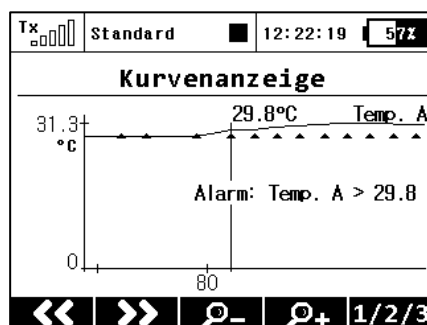 Tx Standard 12:22:19 57%
Kurvenanzeige
29.8°C Temp. A
31.3
°C
Alarm: Temp. A > 29.8
0
80
<< >> - + 1/2/3